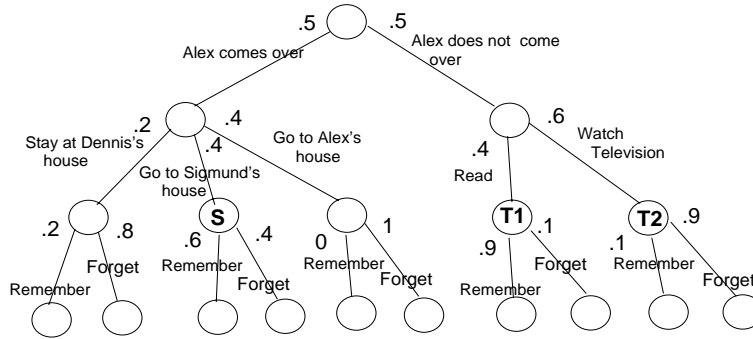 .5 .5
Alex comes over
Alex does not come
over
.2 .4 .6
Stay at Dennis's
house
.4
Go to Sigmund's
house
Go to Alex's
house
.4
Read
Watch
Television
S T1 T2
.2 .8 .6 .4 0 1 .9 .1 .1 .9
Remember Forget Remember Forget Remember Forget Remember Forget Remember Forget